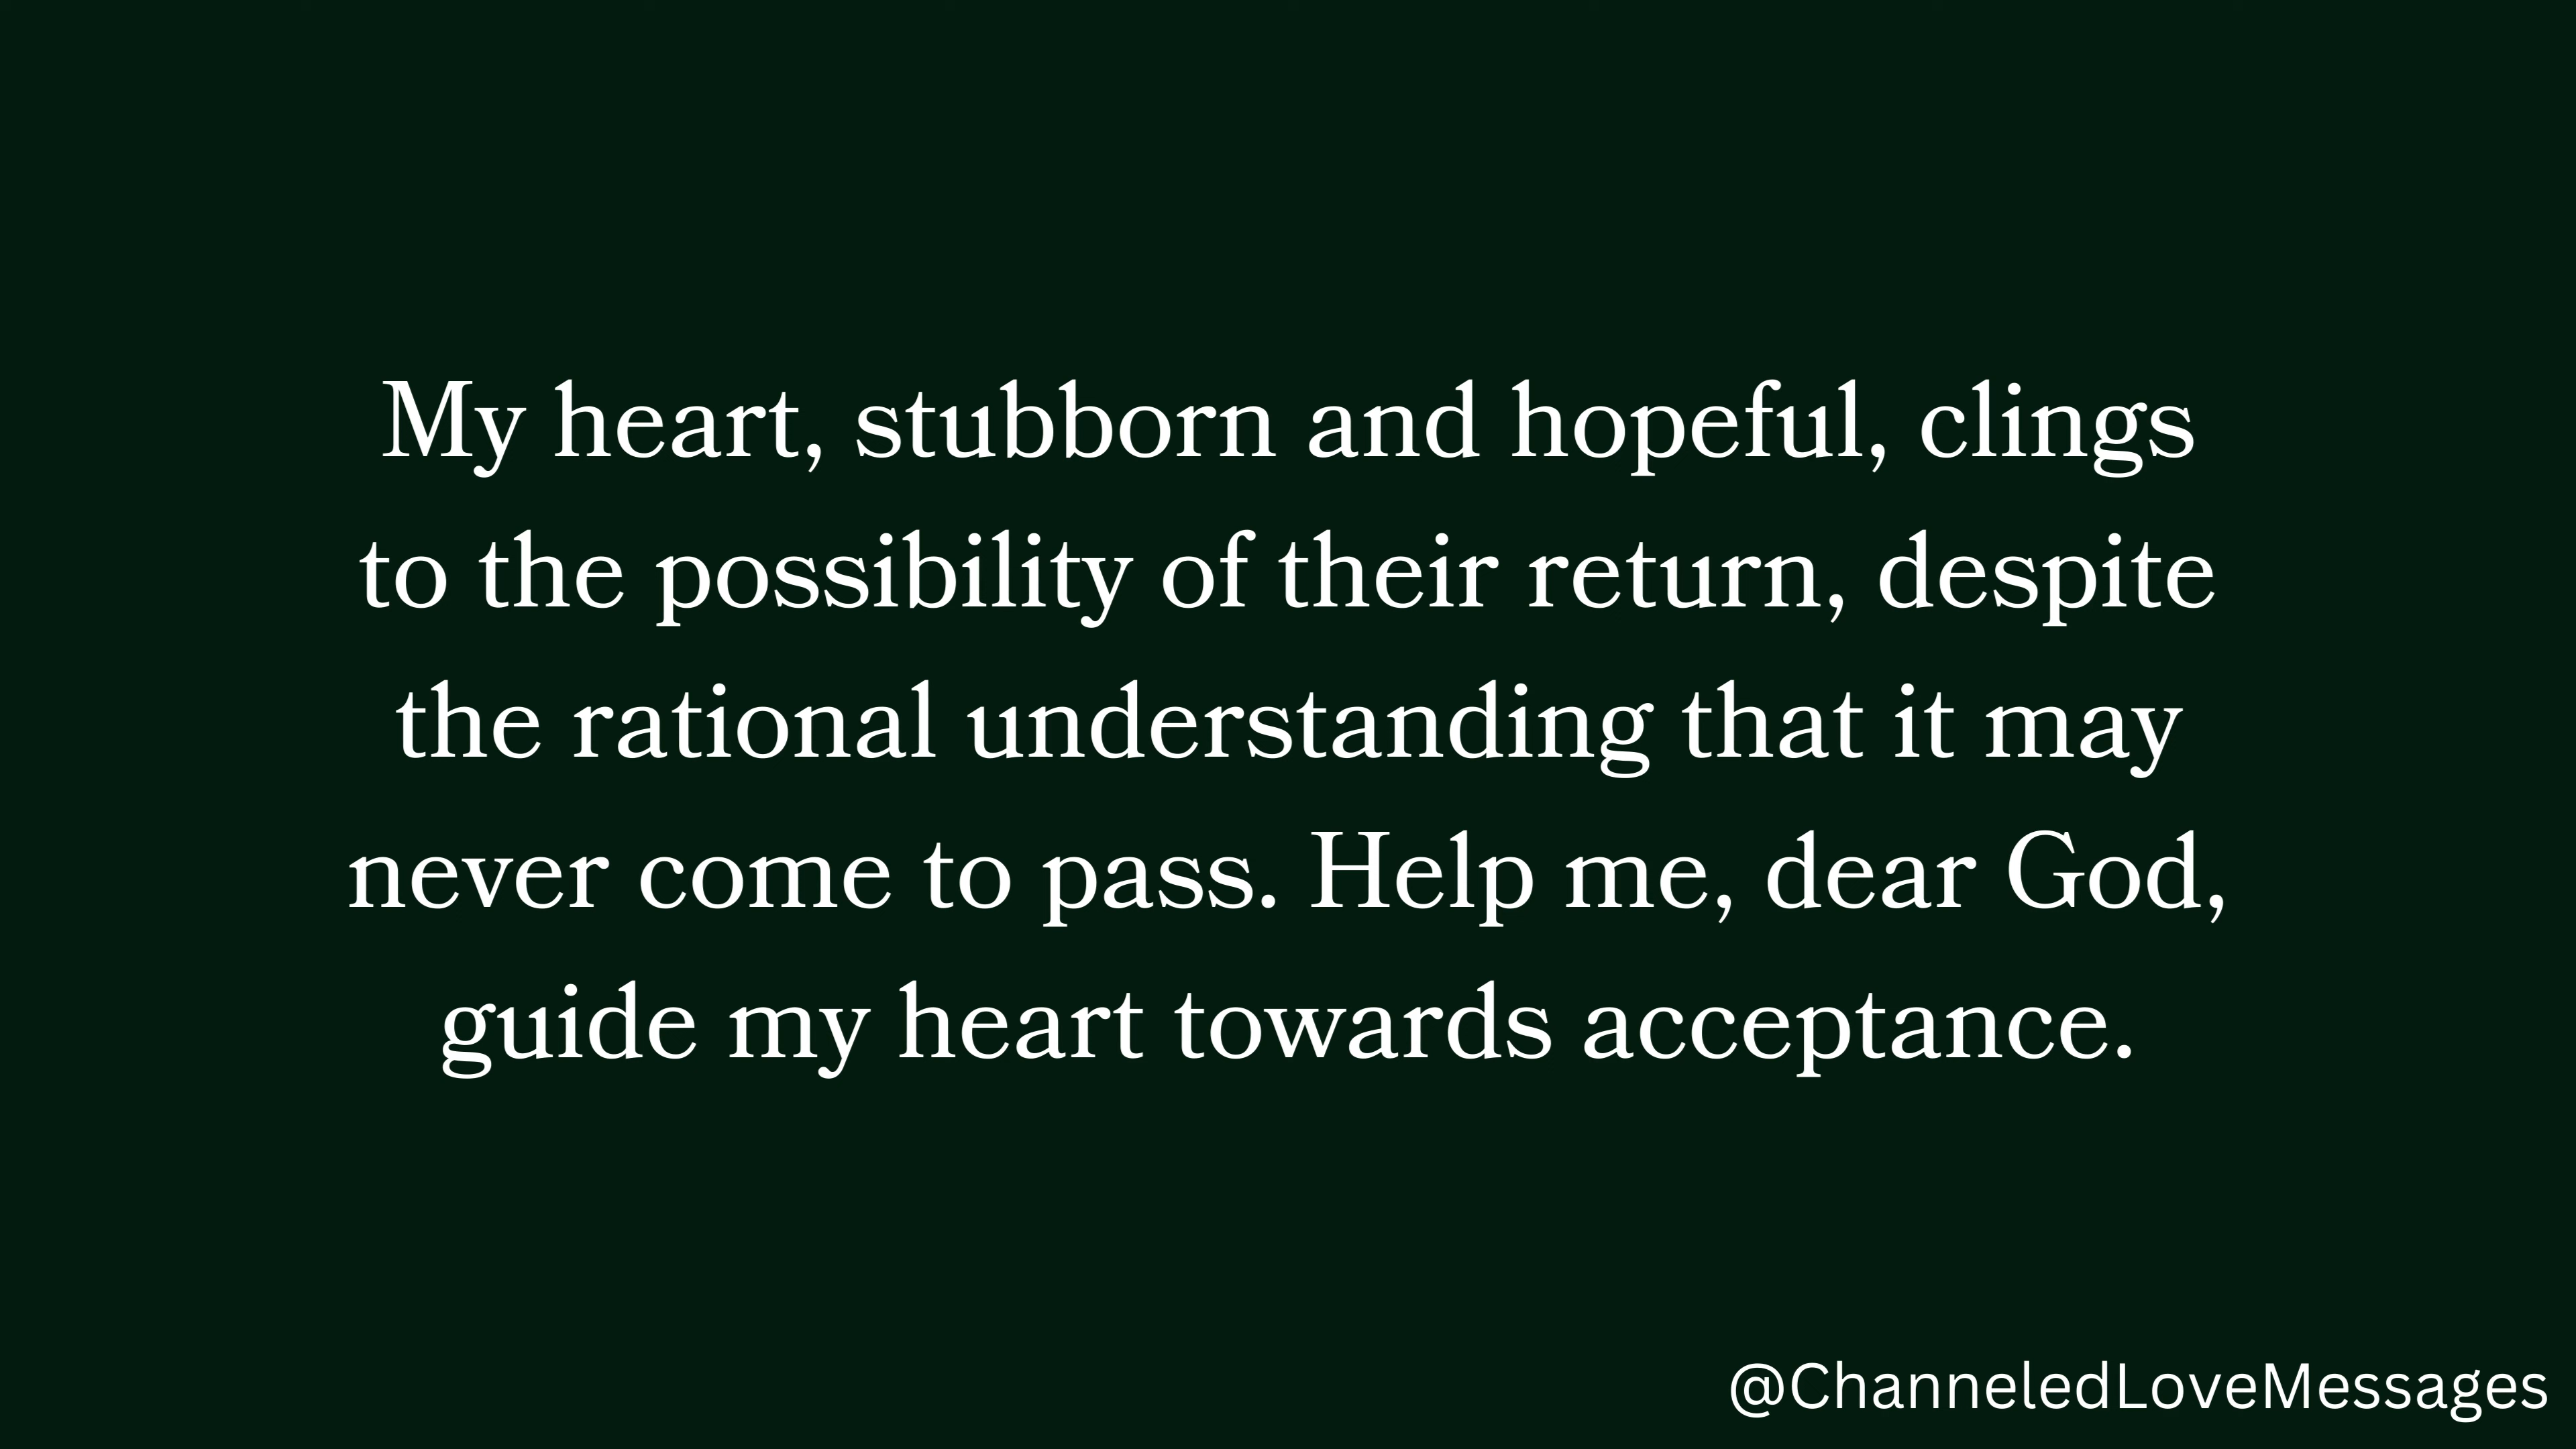 My heart, stubborn and hopeful, clings
to the possibility of their return, despite
the rational understanding that it may
never come to pass. Help me, dear God,
guide my heart towards acceptance.
@ChanneledLoveMessages